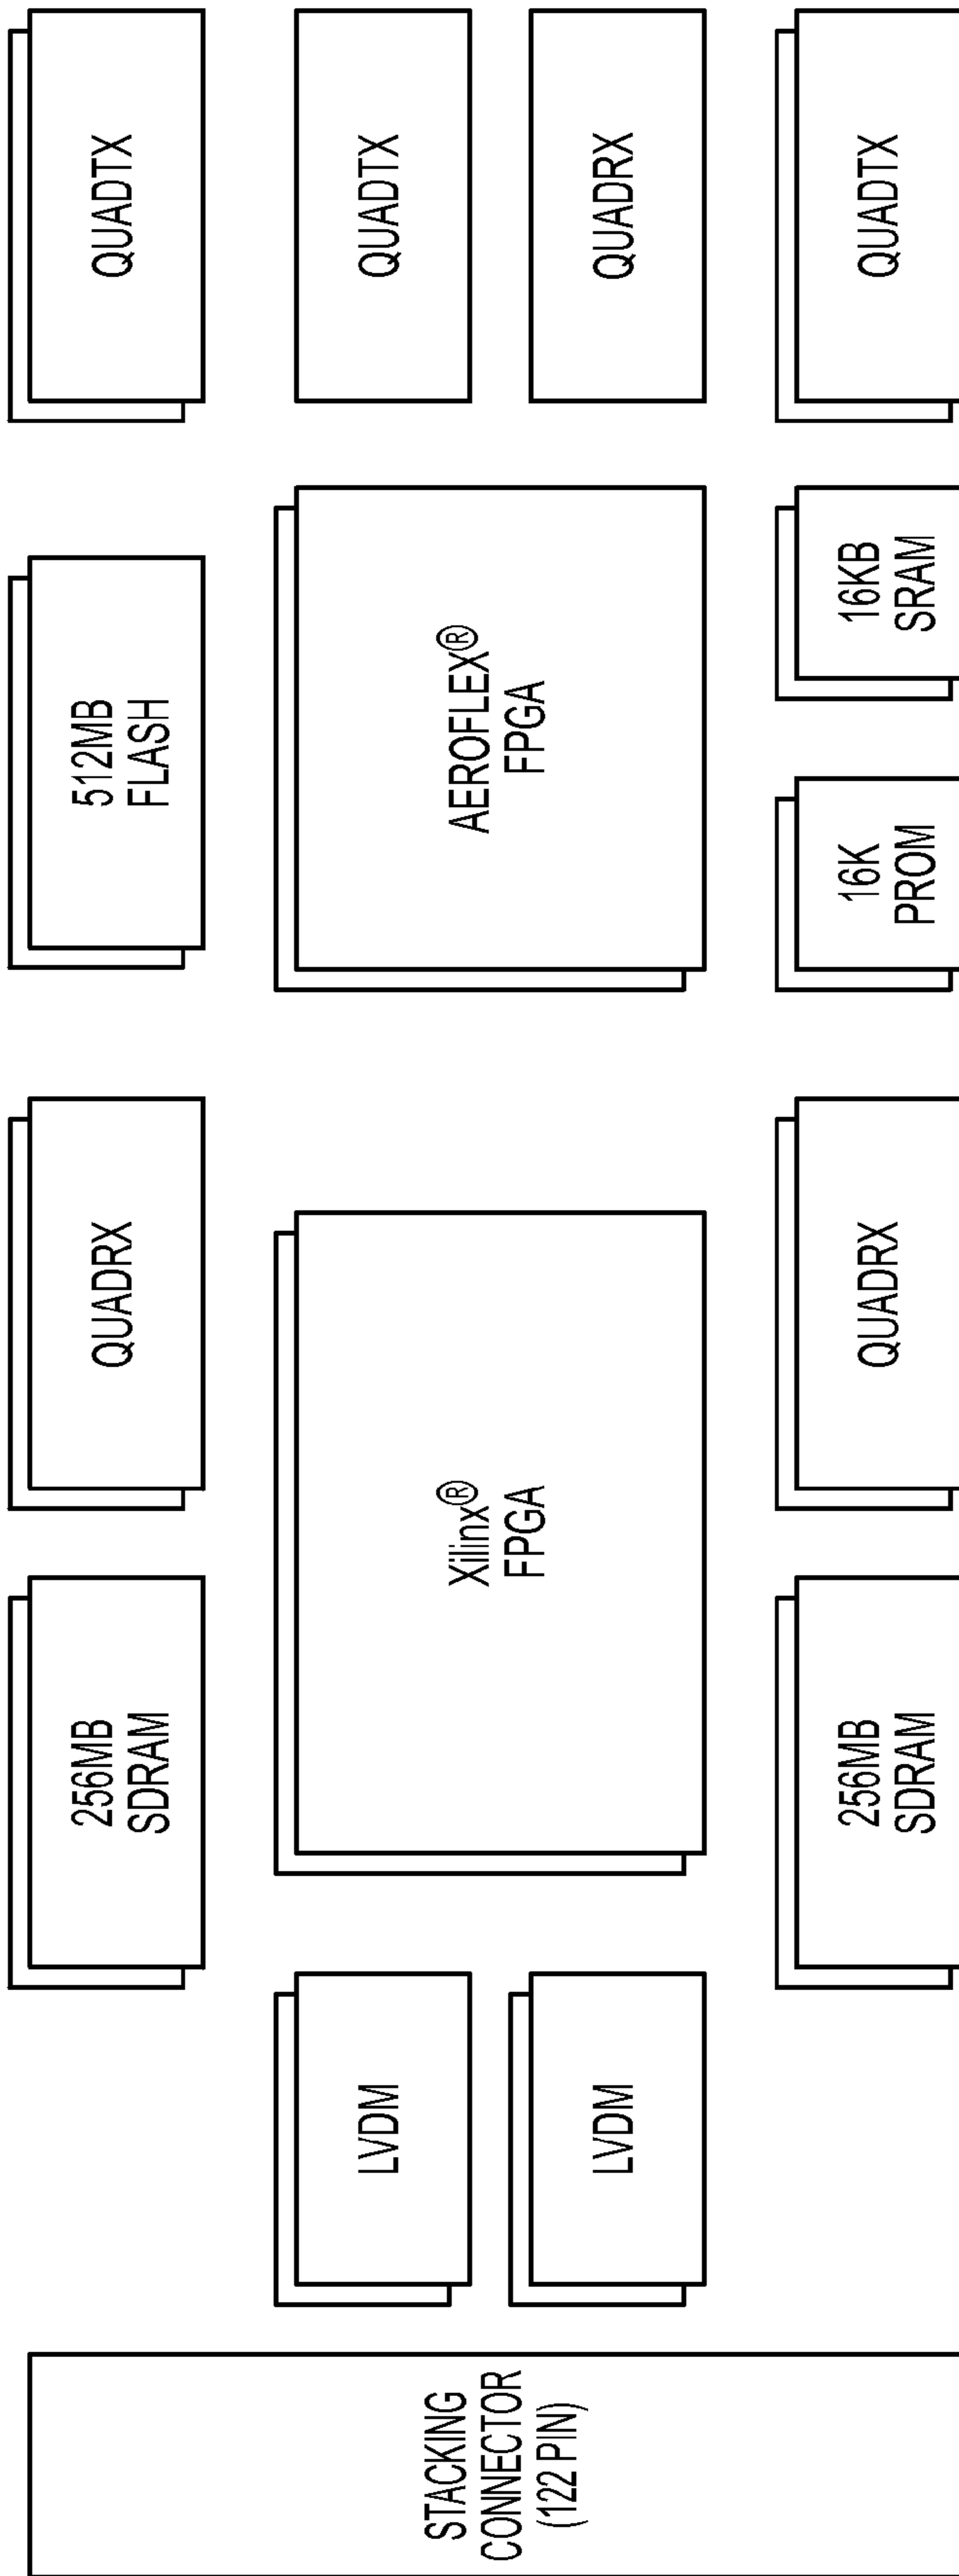 256MB
SDRAM
QUADRX
512MB
FLASH
QUADTX
STACKING
CONNECTOR
(122 PIN)
LVDM
LVDM
Xilinx®
FPGA
AEROFLEX®
FPGA
QUADTX
QUADRX
256MB
SDRAM
QUADRX
16K
PROM
16KB
SRAM
QUADTX